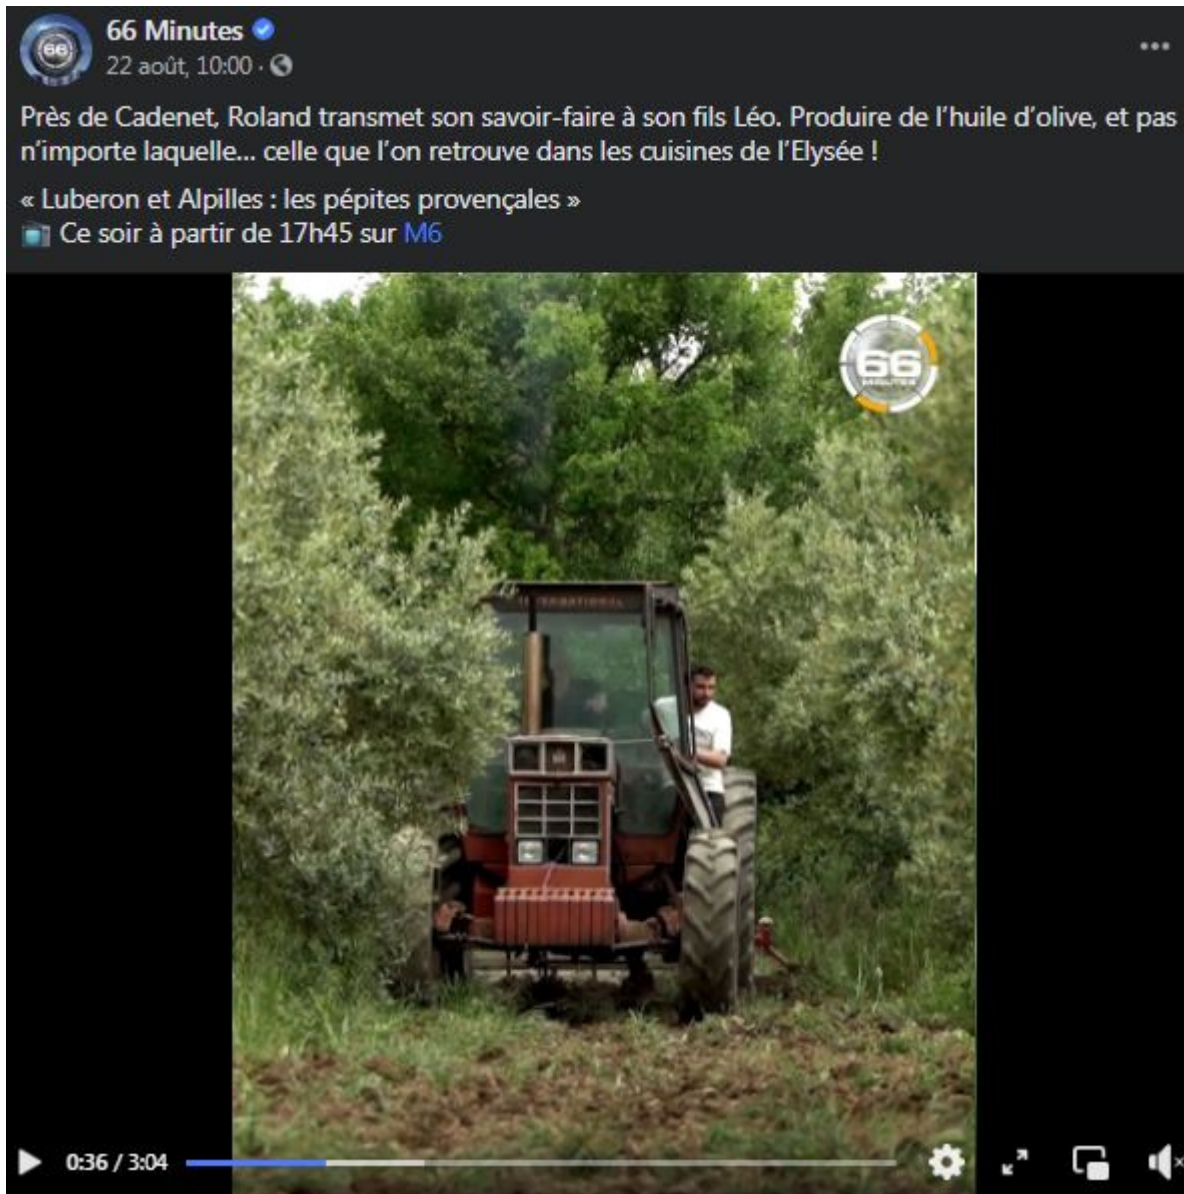 66
66 Minutes
22 août, 10:00 ·
Près de Cadenet, Roland transmet son savoir-faire à son fils Léo. Produire de l'huile d'olive, et pas
n'importe laquelle... celle que l'on retrouve dans les cuisines de l'Elysée !
« Luberon et Alpilles : les pépites provençales »
Ce soir à partir de 17h45 sur M6
66
MINUTES
INTERNATIONAL
0:36 / 3:04